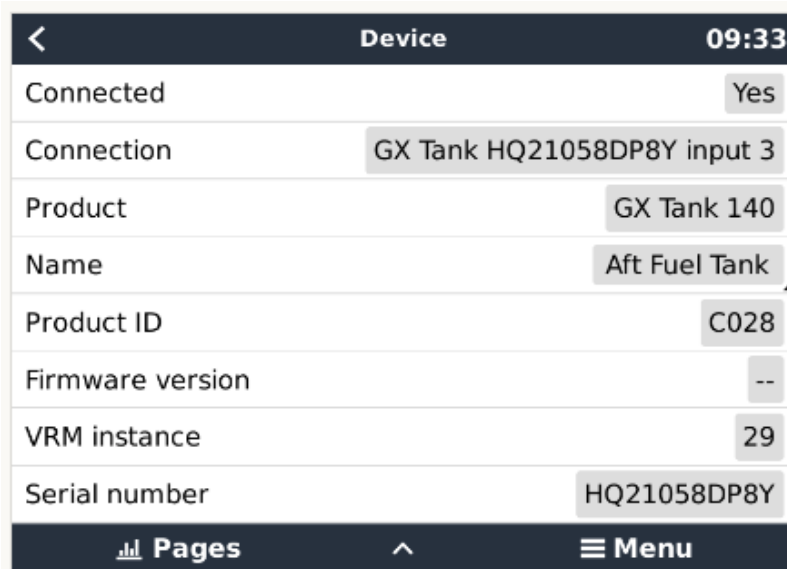 Device 09:33
Connected Yes
Connection GX Tank HQ21058DP8Y input 3
Product GX Tank 140
Name Aft Fuel Tank
Product ID C028
Firmware version --
VRM instance 29
Serial number HQ21058DP8Y
Pages Menu